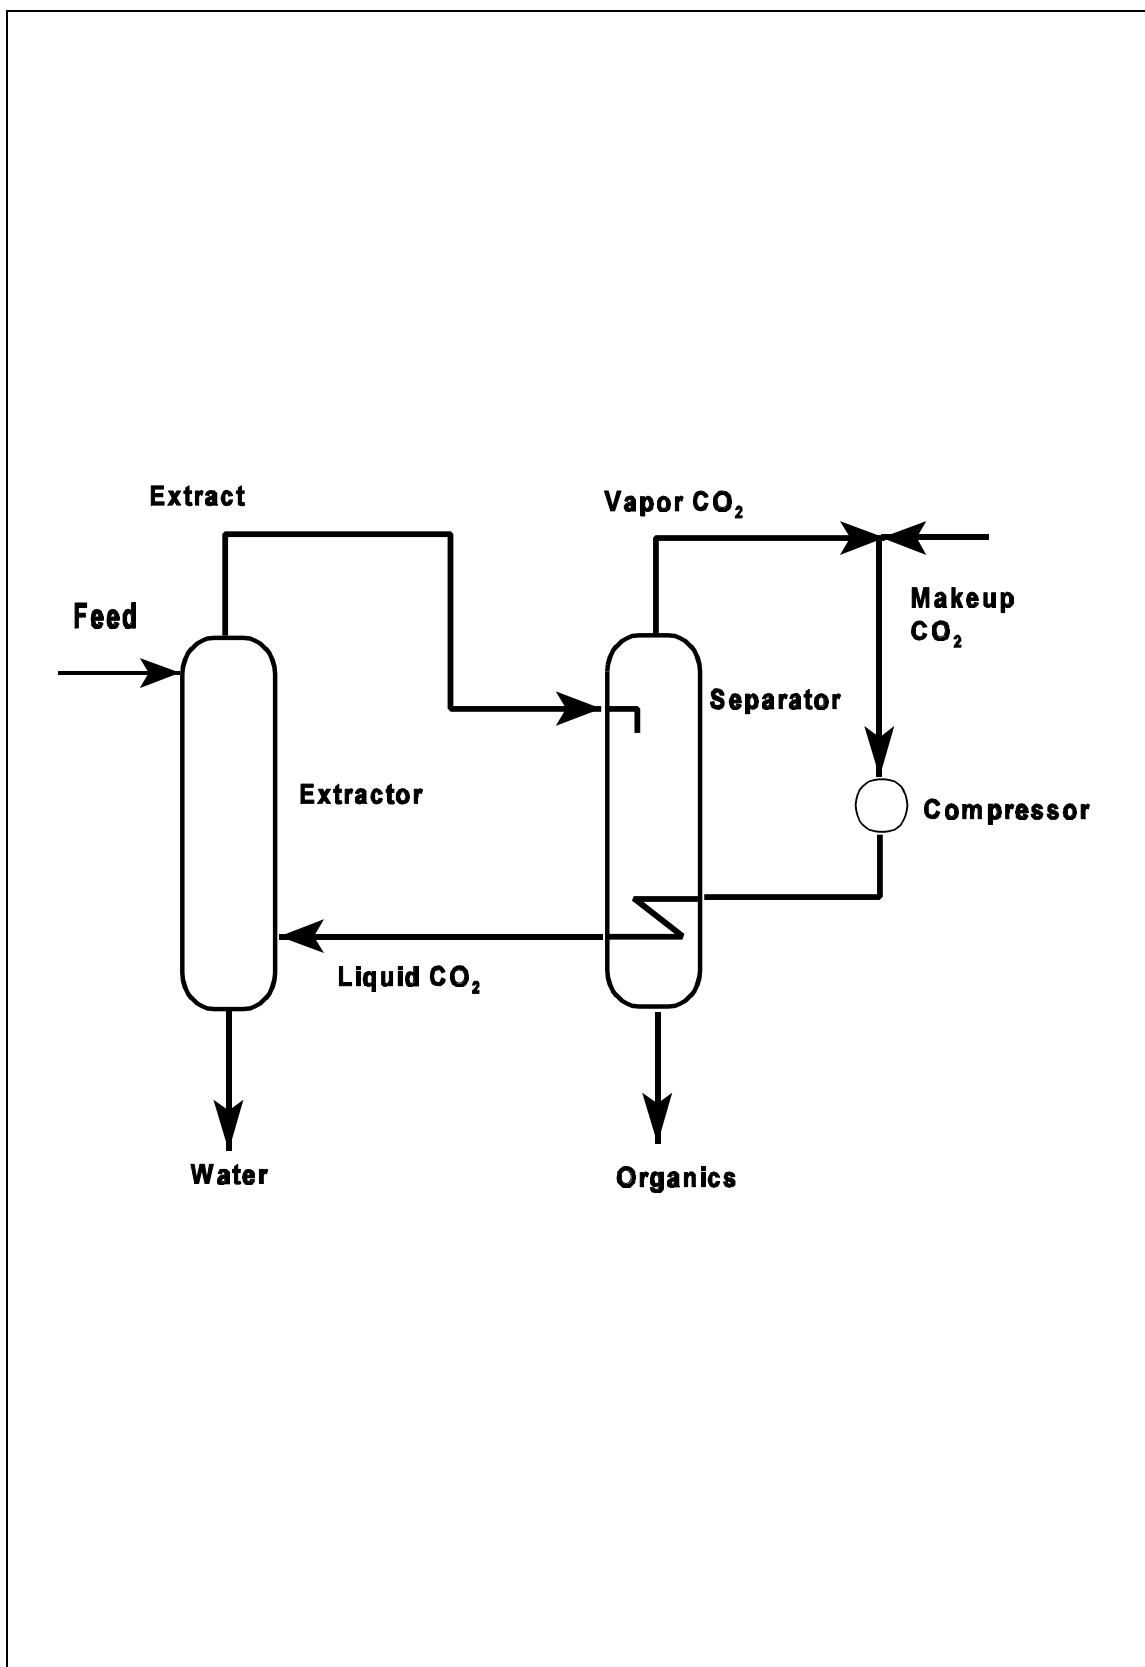 Extract
Vapor CO₂
Feed
Makeup
CO₂
Separator
Extractor
Compressor
Liquid CO₂
Water
Organics